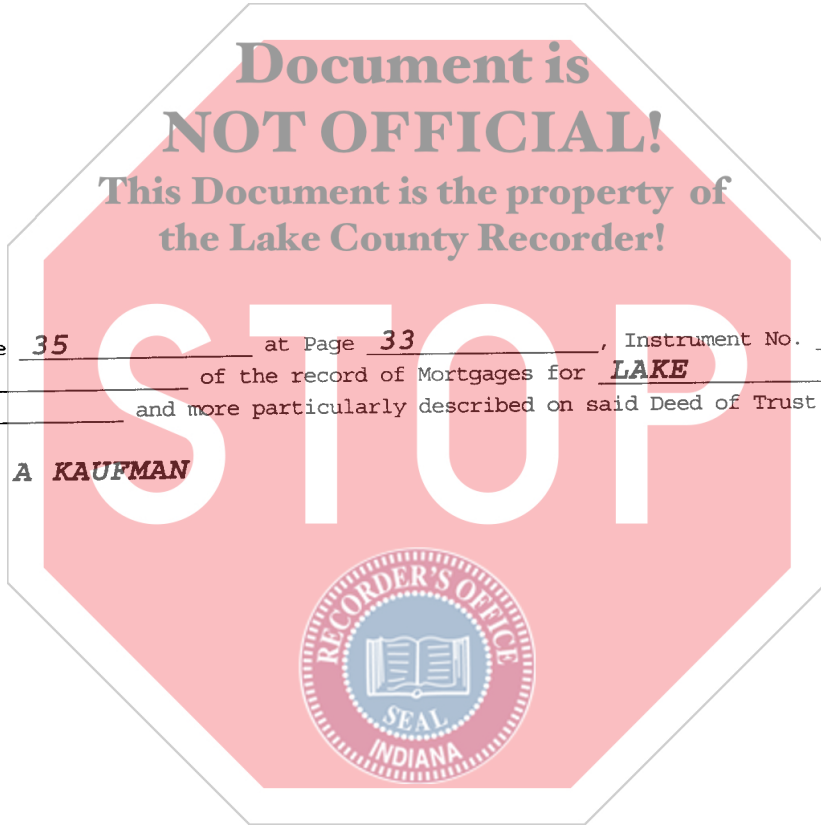 Document is
NOT OFFICIAL!
This Document is the property of
the Lake County Recorder!
35 at Page 33, Instrument No.
of the record of Mortgages for LAKE
and more particularly described on said Deed of Trust
A KAUFMAN
STOP
RECORDER'S OFFICE
SEAL
INDIANA